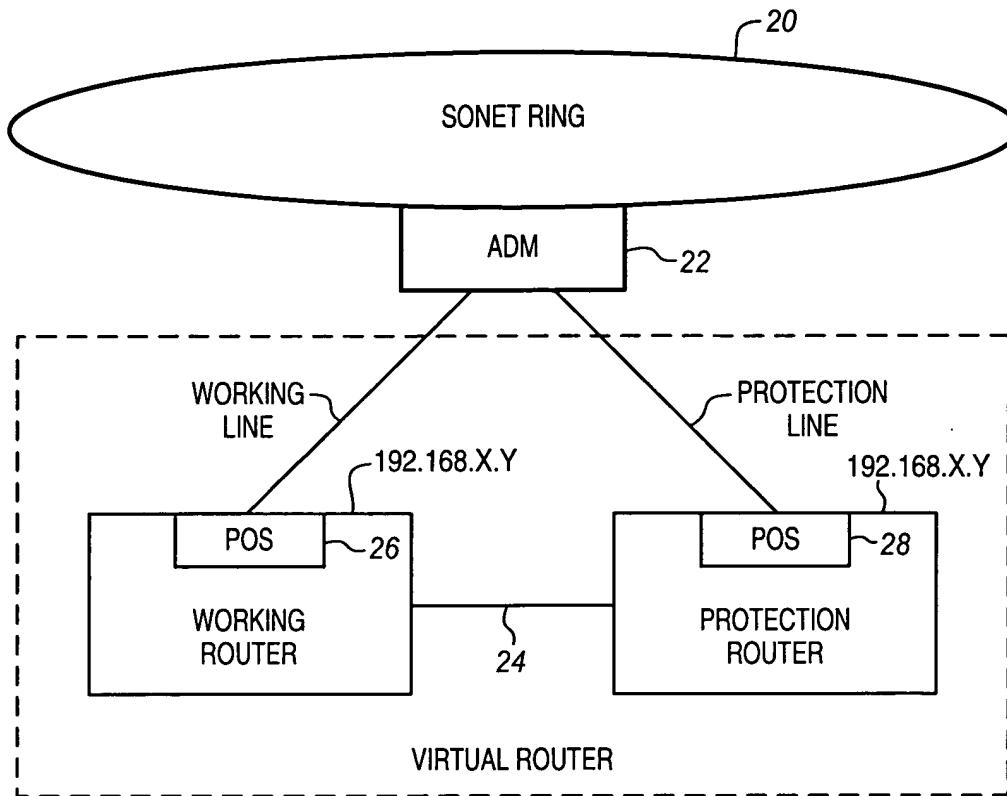 20
SONET RING
ADM
22
WORKING
LINE
PROTECTION
LINE
192.168.X.Y
192.168.X.Y
POS
26
POS
28
WORKING
ROUTER
24
PROTECTION
ROUTER
VIRTUAL ROUTER